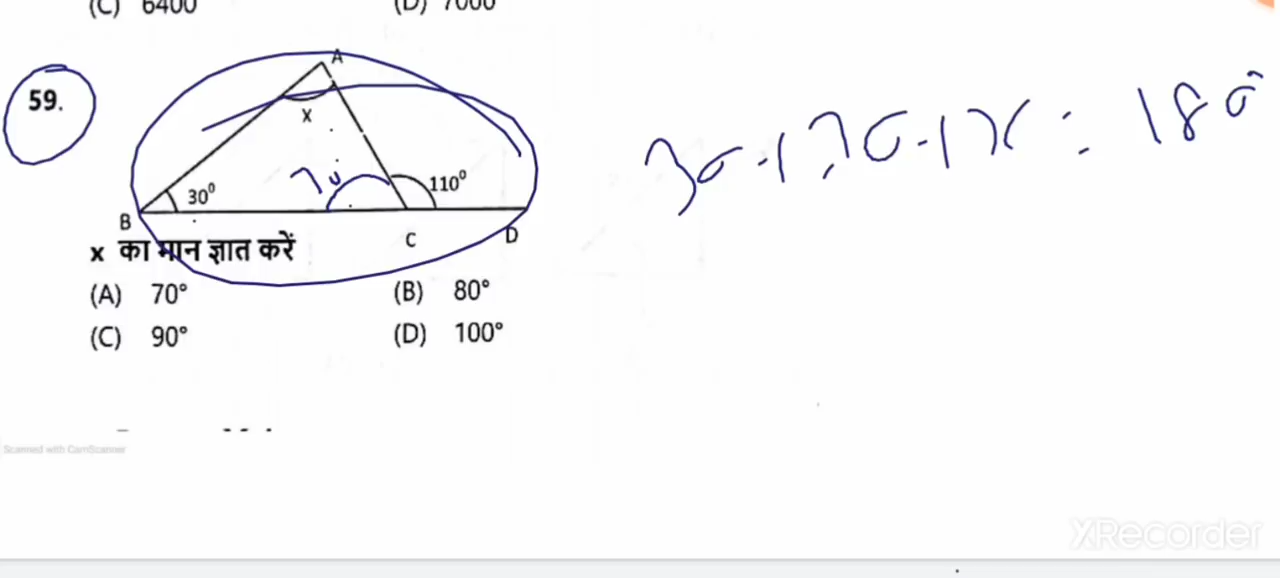 (C) 6400 (D) 7000
59.
A
x
30° 70° 110°
30+70+x = 180°
B C D
x का मान ज्ञात करें
(A) 70° (B) 80°
(C) 90° (D) 100°
Scanned with CamScanner
XRecorder